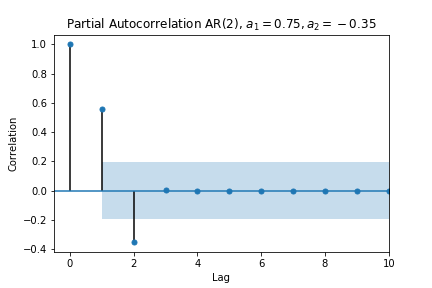 Partial Autocorrelation AR(2), a₁ = 0.75, a₂ = −0.35
Correlation
1.0
0.8
0.6
0.4
0.2
0.0
−0.2
−0.4
0 2 4 6 8 10
Lag